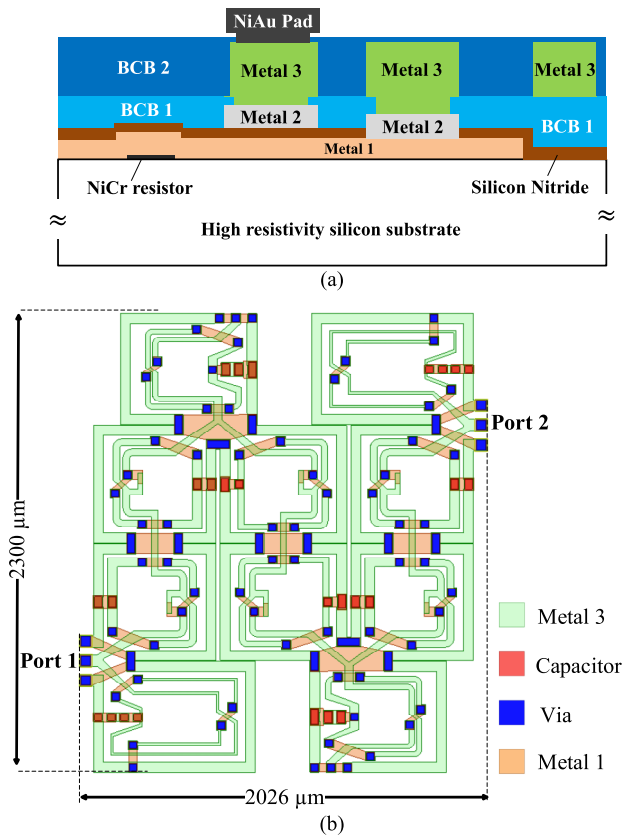 NiAu Pad
BCB 2
Metal 3
Metal 3
Metal 3
BCB 1
Metal 2
Metal 2
BCB 1
Metal 1
NiCr resistor
Silicon Nitride
≈
≈
High resistivity silicon substrate
(a)
Port 2
2300 µm
Metal 3
Port 1
Capacitor
Via
Metal 1
2026 µm
(b)